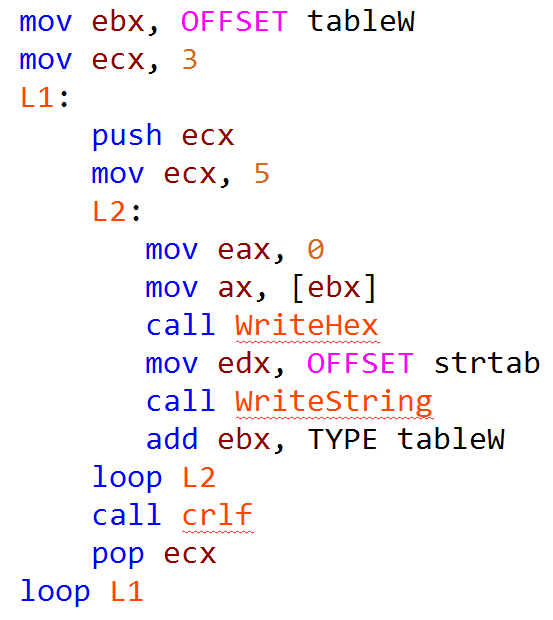 mov ebx, OFFSET tableW
mov ecx, 3
L1:
push ecx
mov ecx, 5
L2:
mov eax, 0
mov ax, [ebx]
call WriteHex
mov edx, OFFSET strtab
call WriteString
add ebx, TYPE tableW
loop L2
call crlf
pop ecx
loop L1